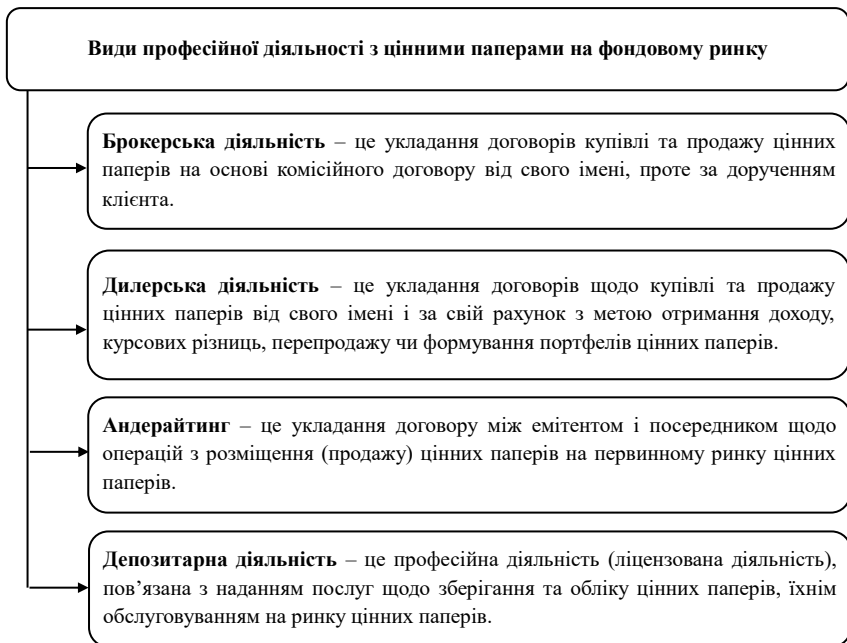 Види професійної діяльності з цінними паперами на фондовому ринку
Брокерська діяльність – це укладання договорів купівлі та продажу цінних
паперів на основі комісійного договору від свого імені, проте за дорученням
клієнта.
Дилерська діяльність – це укладання договорів щодо купівлі та продажу
цінних паперів від свого імені і за свій рахунок з метою отримання доходу,
курсових різниць, перепродажу чи формування портфелів цінних паперів.
Андерайтинг – це укладання договору між емітентом і посередником щодо
операцій з розміщення (продажу) цінних паперів на первинному ринку цінних
паперів.
Депозитарна діяльність – це професійна діяльність (ліцензована діяльність),
пов’язана з наданням послуг щодо зберігання та обліку цінних паперів, їхнім
обслуговуванням на ринку цінних паперів.